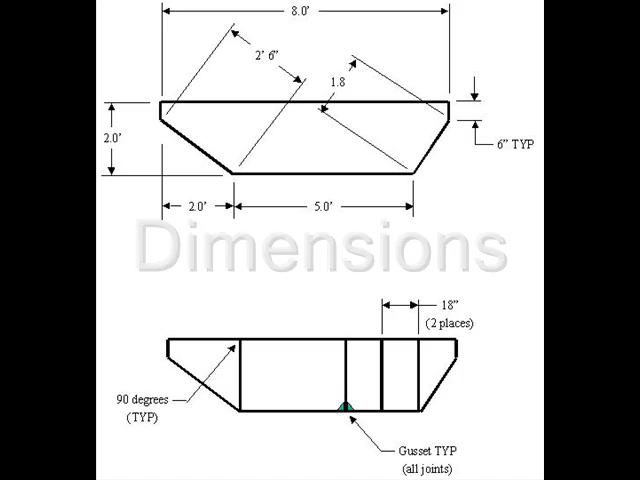 8.0'
2' 6"
1.8
2.0'
6" TYP
2.0'
5.0'
Dimensions
18"
(2 places)
90 degrees
(TYP)
Gusset TYP
(all joints)